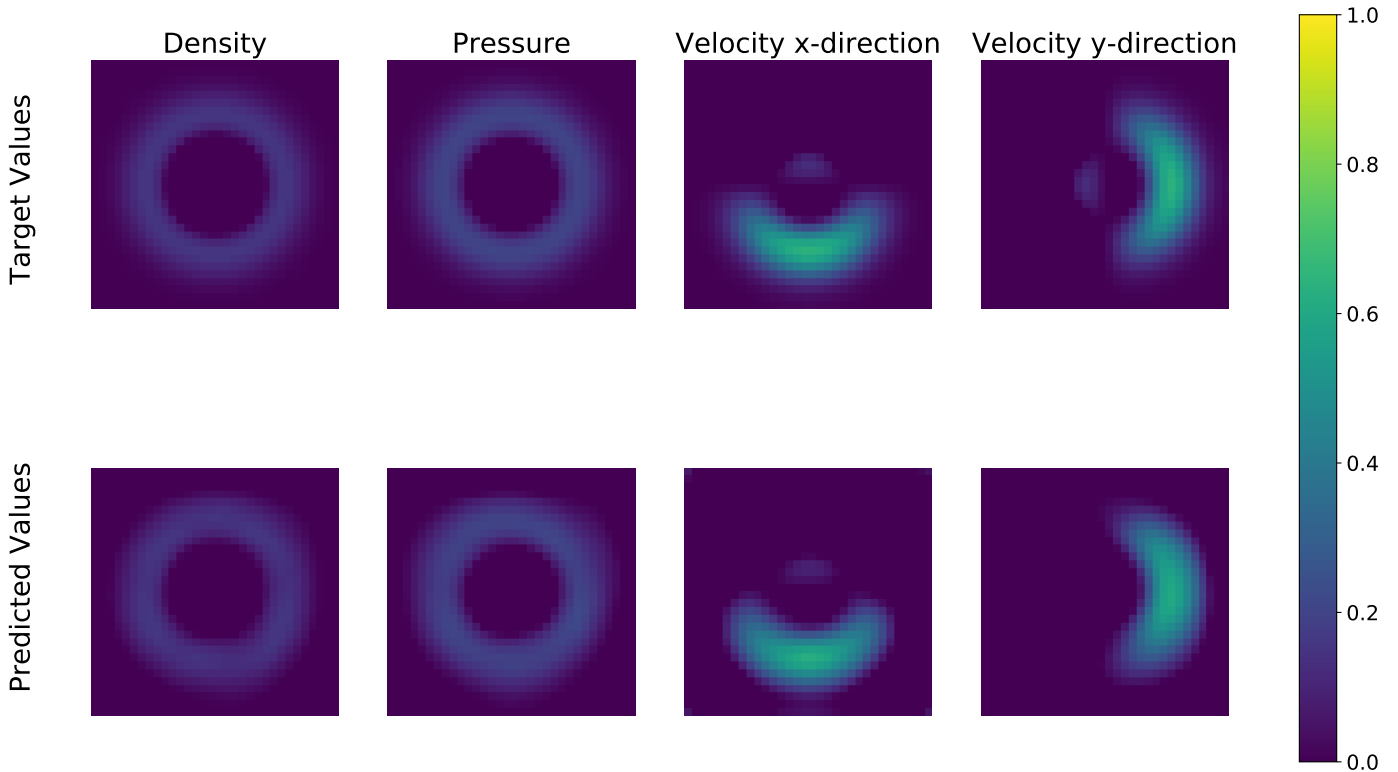 Density
Pressure
Velocity x-direction
Velocity y-direction
Target Values
Predicted Values
1.0
0.8
0.6
0.4
0.2
0.0